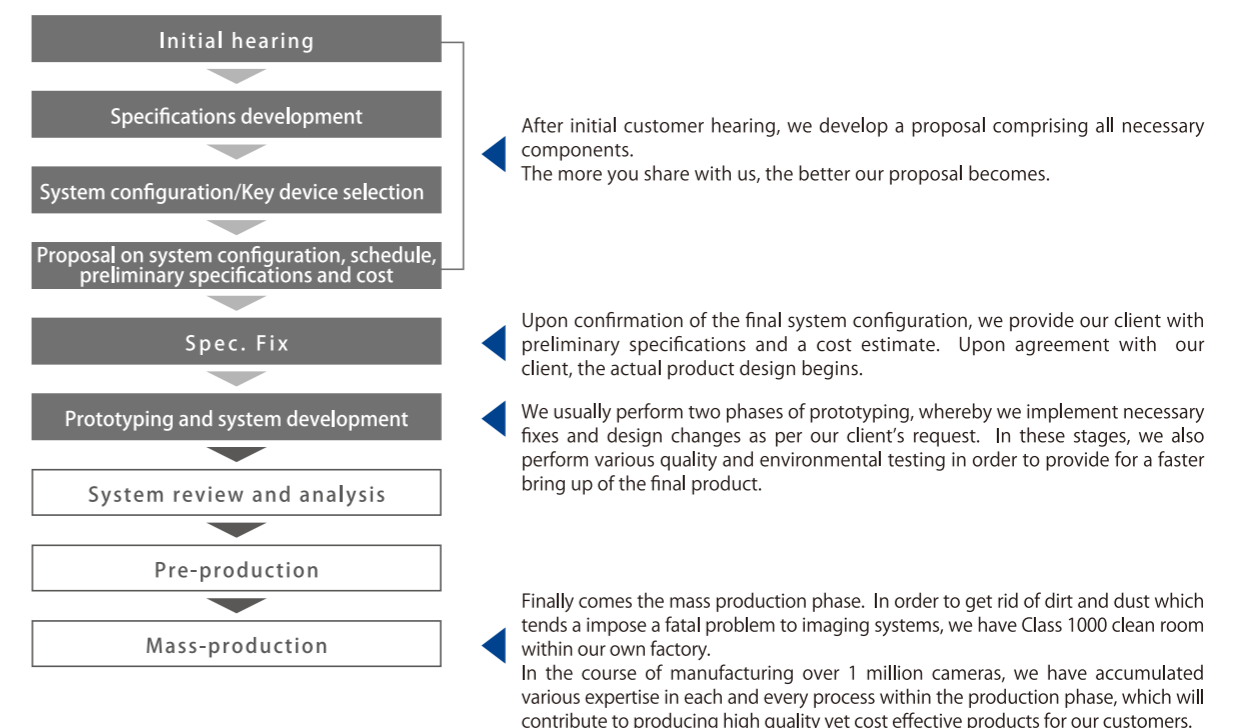 Initial hearing
Specifications development
System configuration/Key device selection
Proposal on system configuration, schedule,
preliminary specifications and cost
After initial customer hearing, we develop a proposal comprising all necessary
components.
The more you share with us, the better our proposal becomes.
Spec. Fix
Upon confirmation of the final system configuration, we provide our client with
preliminary specifications and a cost estimate. Upon agreement with our
client, the actual product design begins.
Prototyping and system development
We usually perform two phases of prototyping, whereby we implement necessary
fixes and design changes as per our client's request. In these stages, we also
perform various quality and environmental testing in order to provide for a faster
bring up of the final product.
System review and analysis
Pre-production
Mass-production
Finally comes the mass production phase. In order to get rid of dirt and dust which
tends a impose a fatal problem to imaging systems, we have Class 1000 clean room
within our own factory.
In the course of manufacturing over 1 million cameras, we have accumulated
various expertise in each and every process within the production phase, which will
contribute to producing high quality yet cost effective products for our customers.